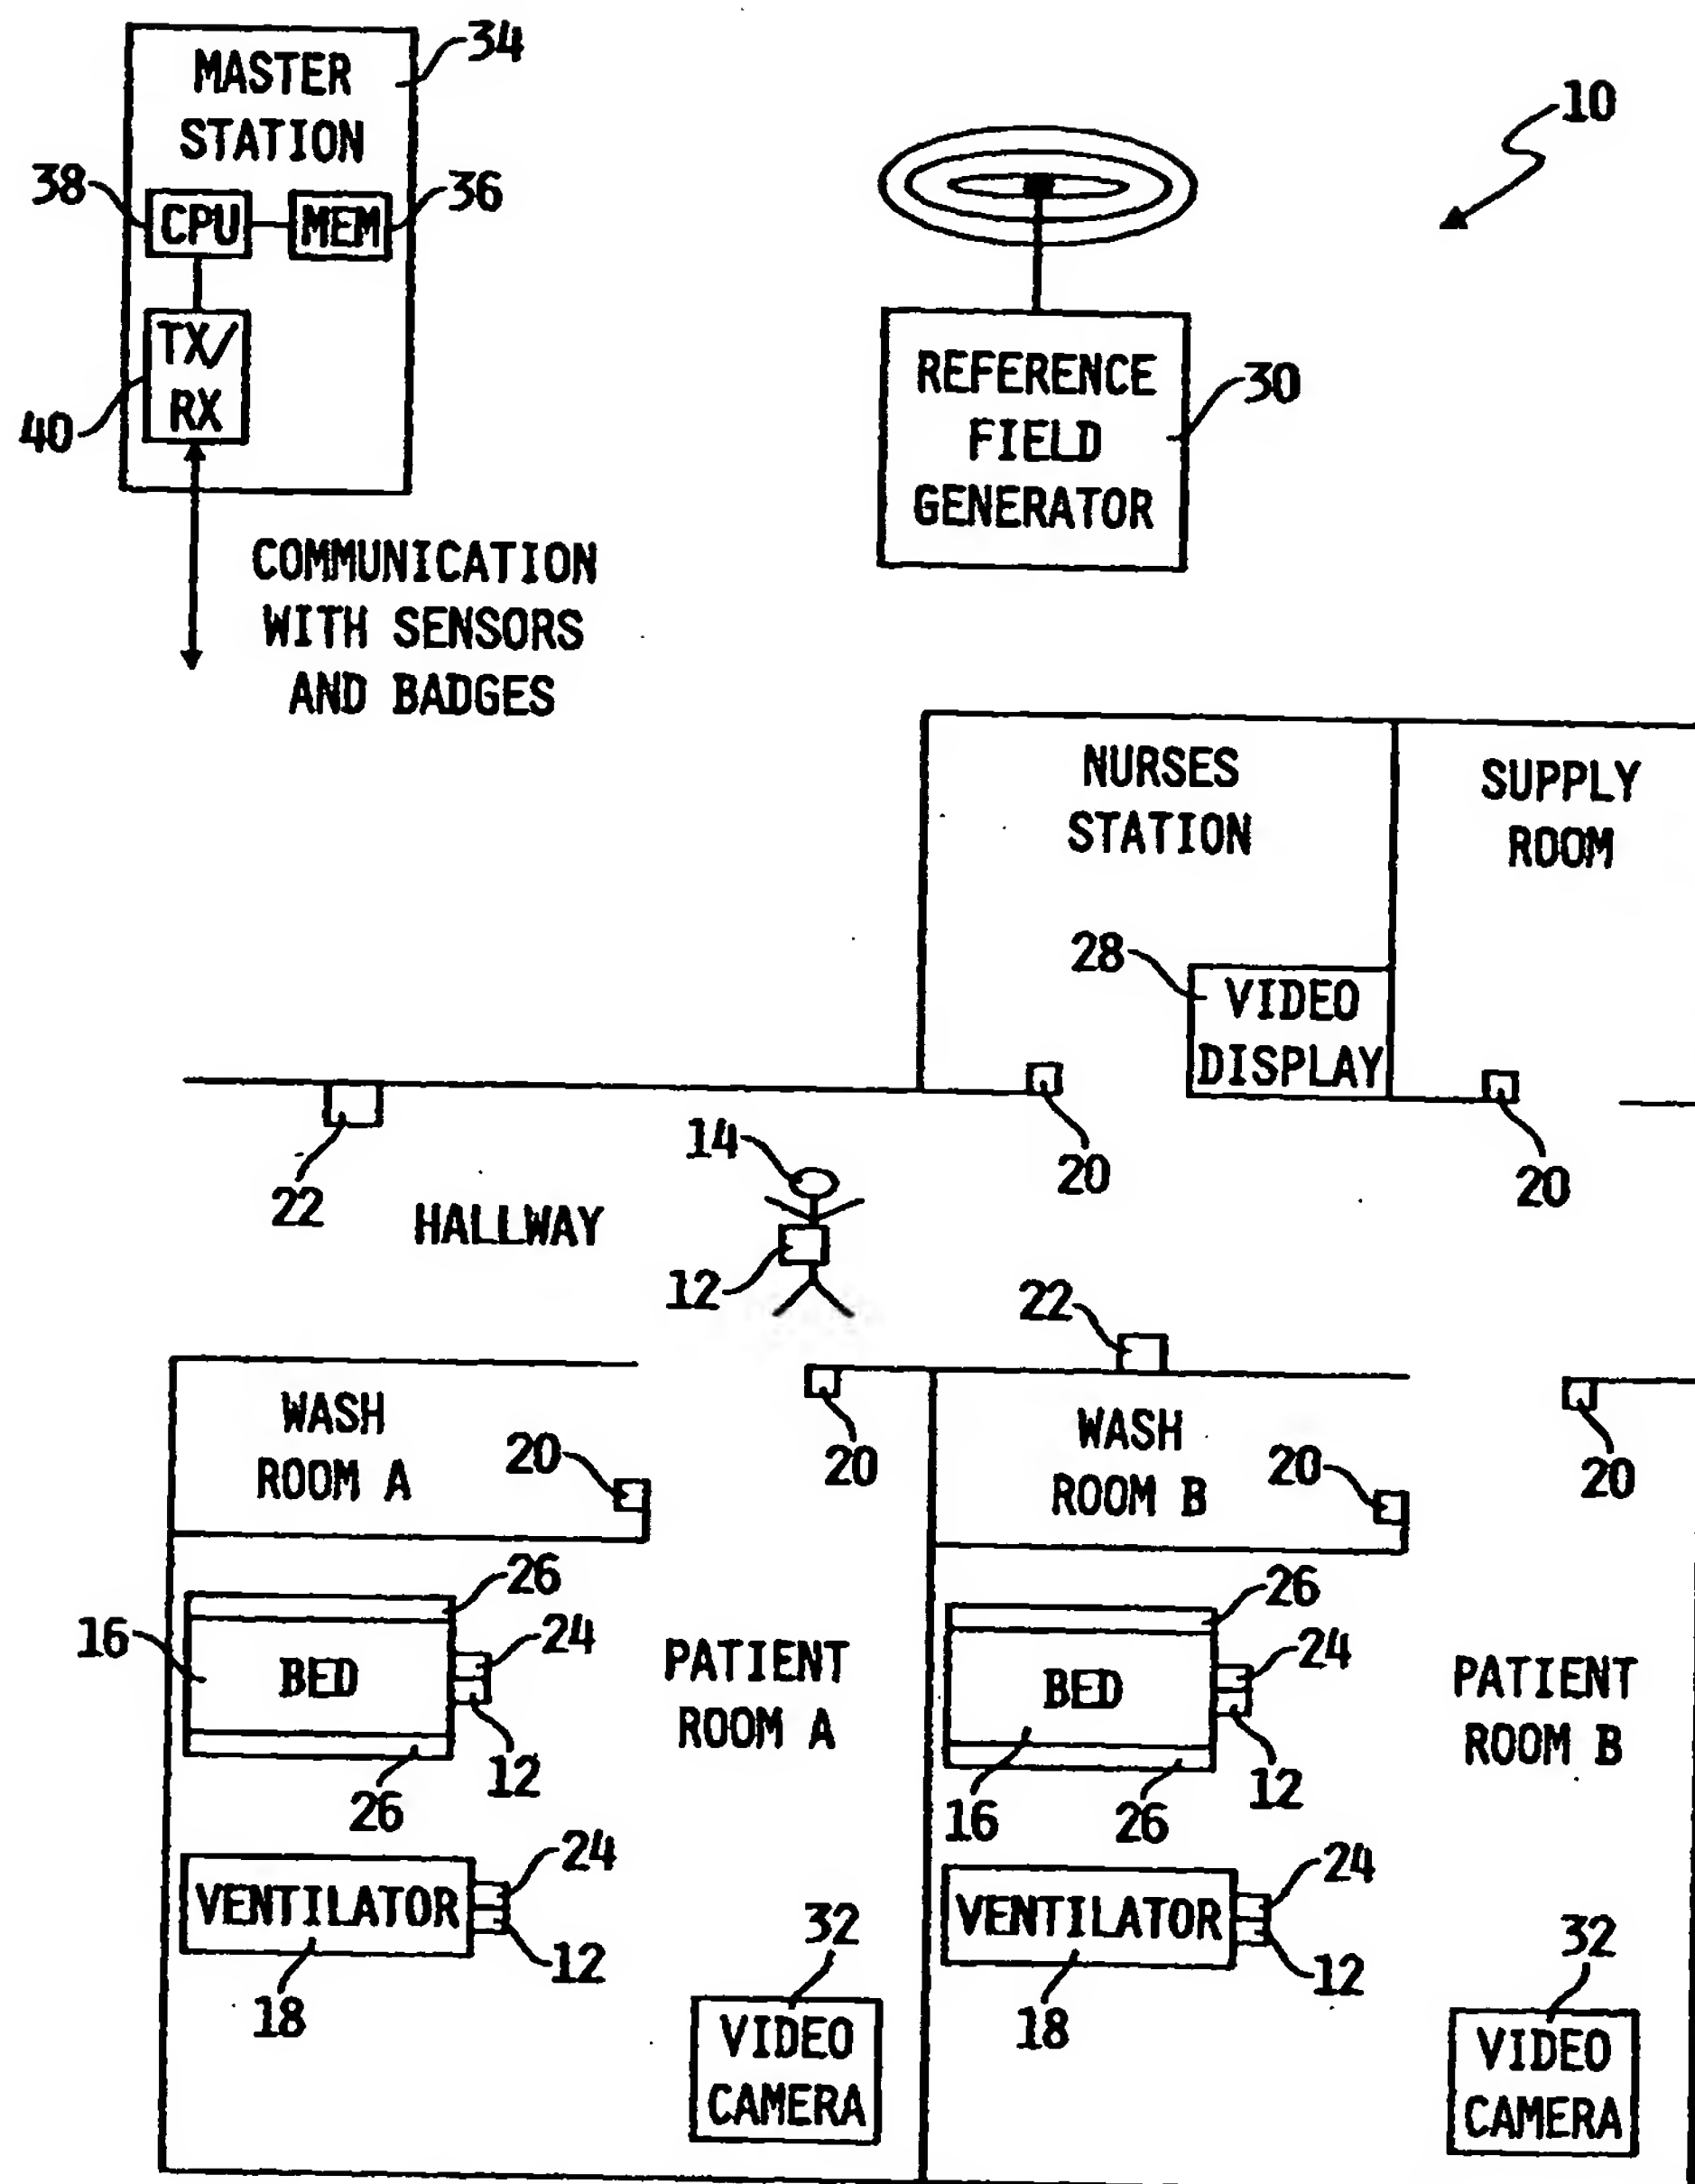 34
MASTER
STATION
38
CPU
MEM
36
TX/
RX
40
COMMUNICATION
WITH SENSORS
AND BADGES
10
REFERENCE
FIELD
GENERATOR
30
NURSES
STATION
SUPPLY
ROOM
28
VIDEO
DISPLAY
22
HALLWAY
14
12
20
20
22
WASH
ROOM A
20
20
WASH
ROOM B
20
20
16
BED
26
24
12
26
PATIENT
ROOM A
BED
26
24
12
16
26
PATIENT
ROOM B
VENTILATOR
24
12
18
32
VIDEO
CAMERA
VENTILATOR
24
12
18
32
VIDEO
CAMERA